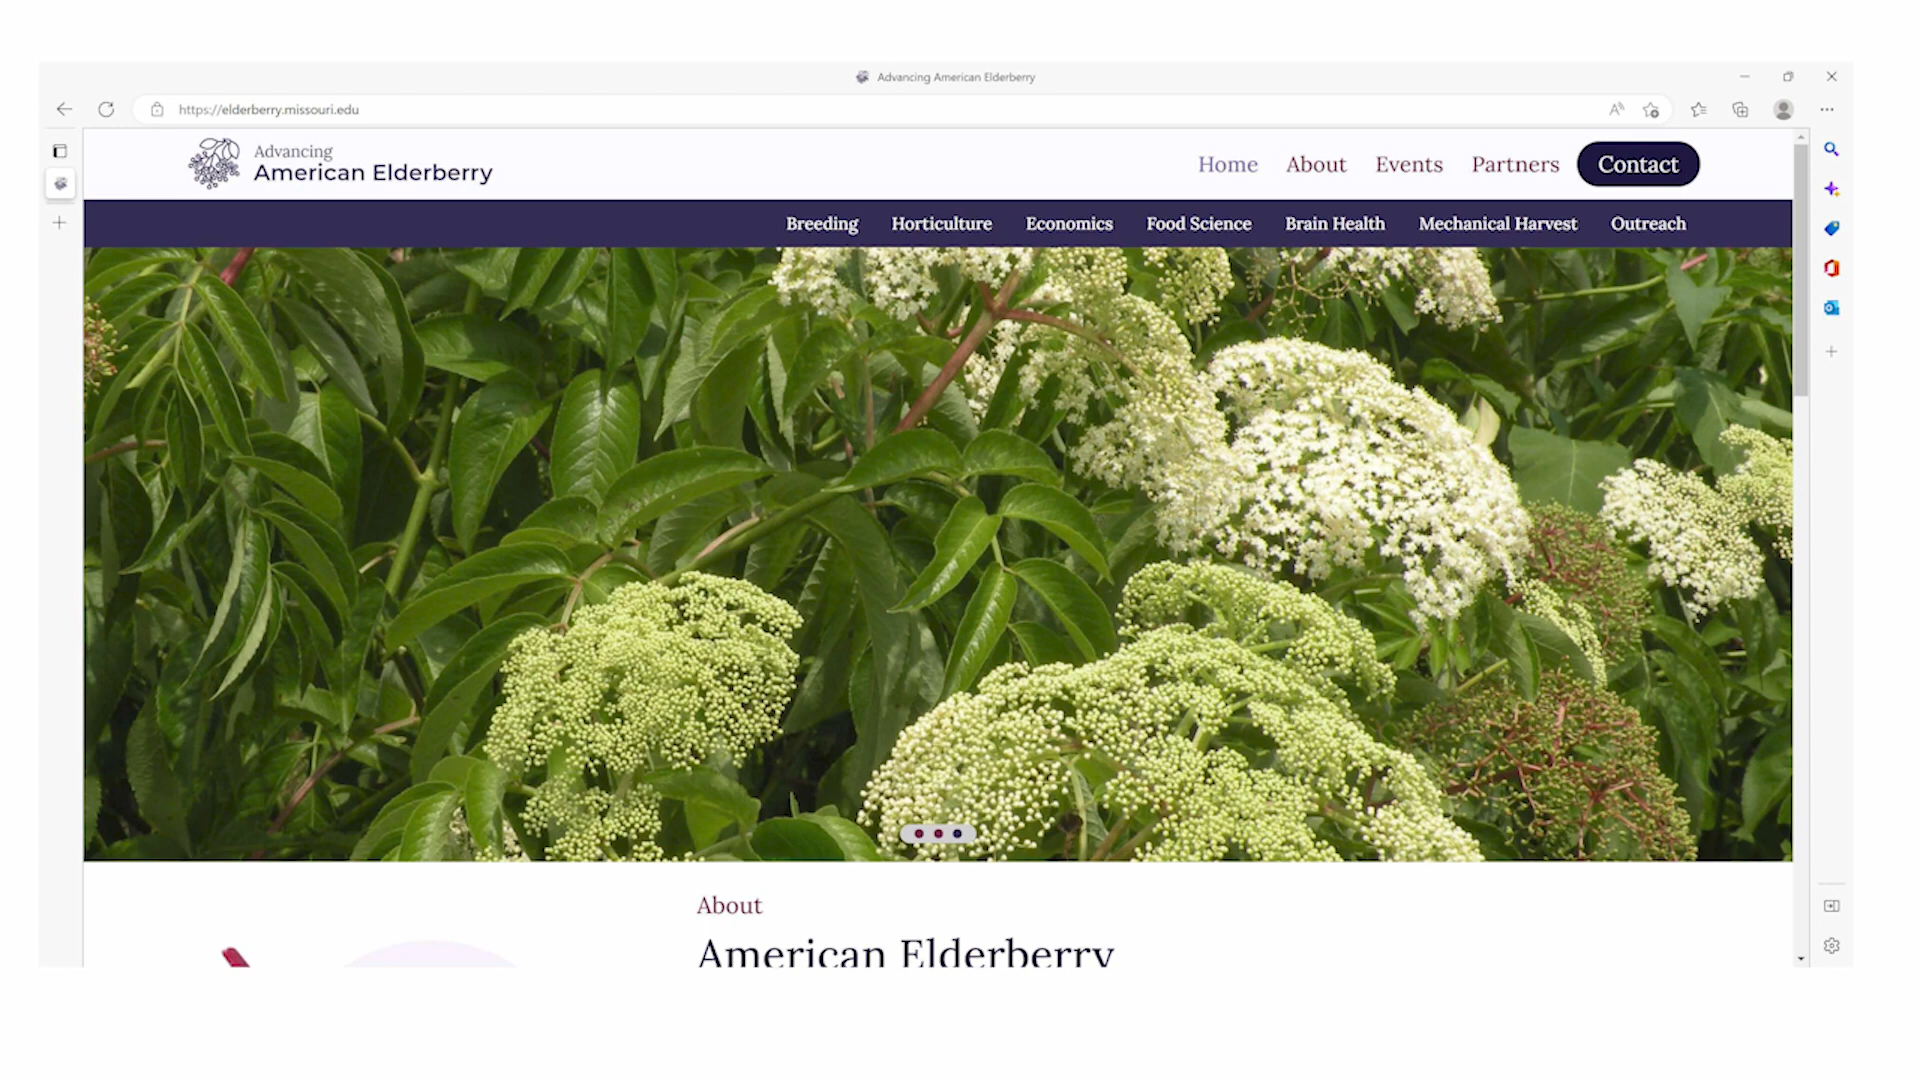 Advancing American Elderberry
https://elderberry.missouri.edu
Advancing
American Elderberry
Home About Events Partners Contact
Breeding Horticulture Economics Food Science Brain Health Mechanical Harvest Outreach
About
American Elderberry